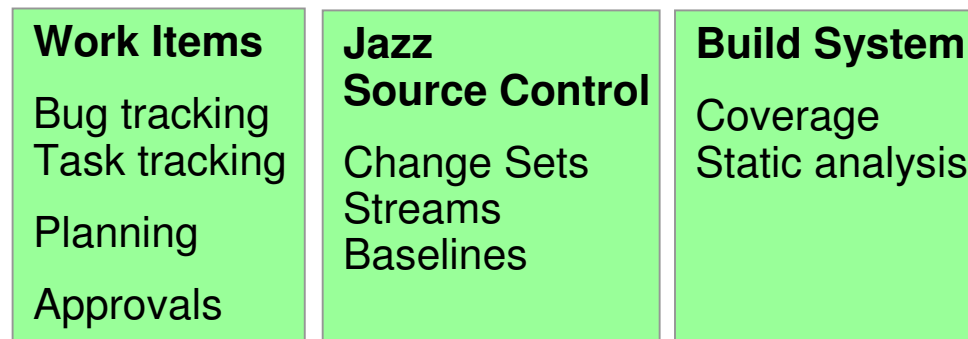 Work Items
Bug tracking
Task tracking
Planning
Approvals
Jazz
Source Control
Change Sets
Streams
Baselines
Build System
Coverage
Static analysis